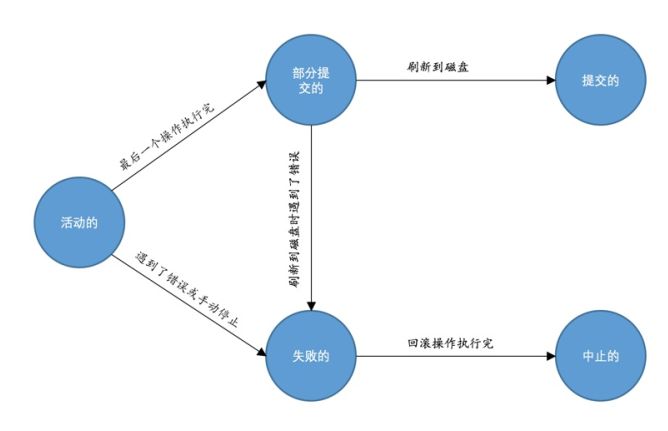 部分提
交的
刷新到磁盘
提交的
最后一个操作执行完
活动的
刷新到磁盘时遇到了错误
遇到了错误或手动停止
失败的
回滚操作执行完
中止的